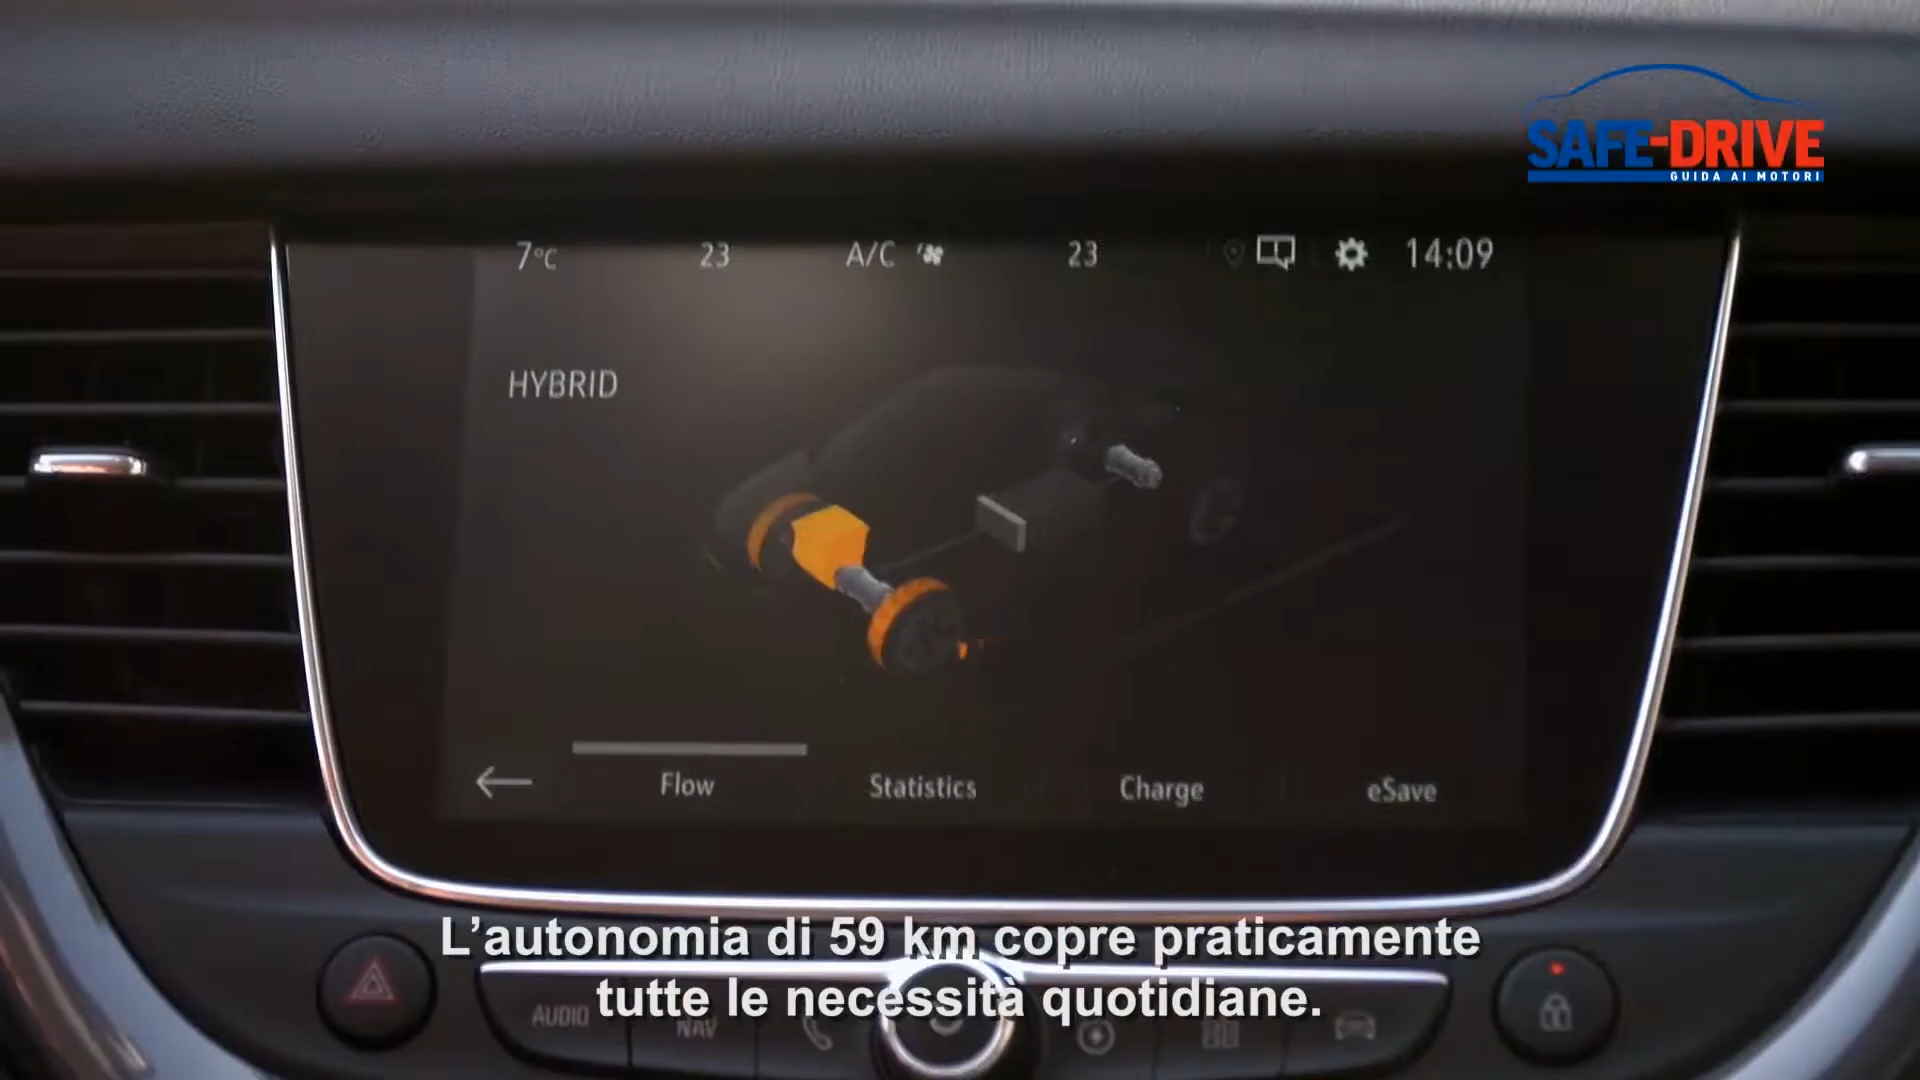 SAFE-DRIVE
GUIDA AI MOTORI
7°C 23 A/C 23 14:09
HYBRID
Flow Statistics Charge eSave
L’autonomia di 59 km copre praticamente
tutte le necessità quotidiane.
AUDIO NAV